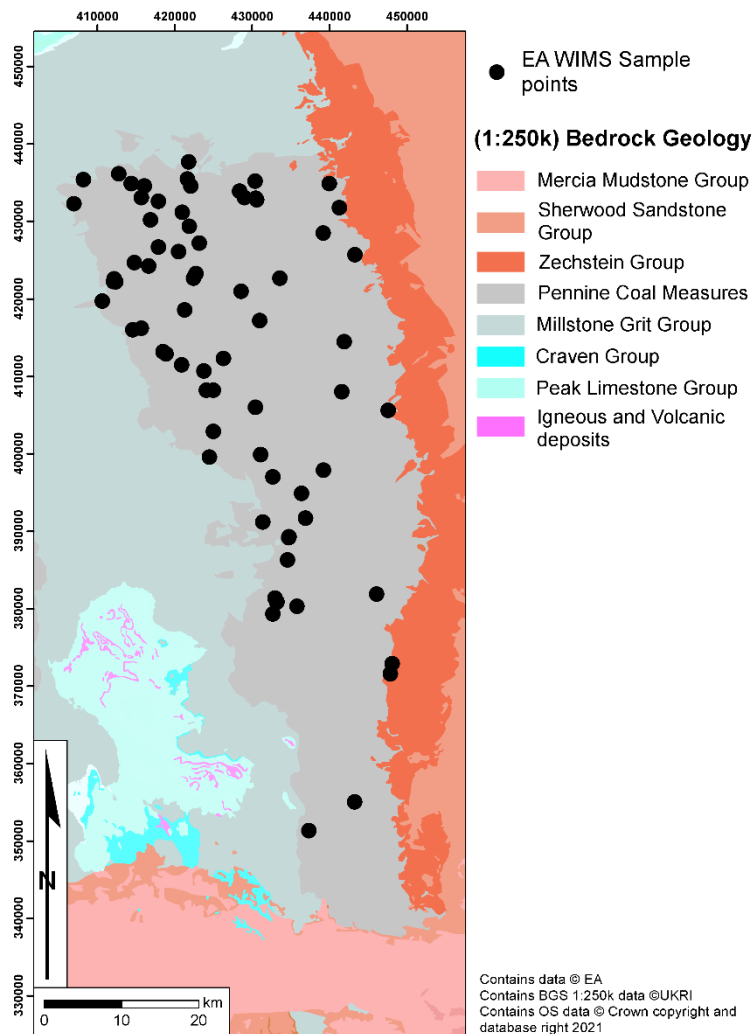 410000 420000 430000 440000 450000
450000
440000
430000
420000
410000
400000
390000
380000
370000
360000
350000
340000
330000
EA WIMS Sample
points
(1:250k) Bedrock Geology
Mercia Mudstone Group
Sherwood Sandstone
Group
Zechstein Group
Pennine Coal Measures
Millstone Grit Group
Craven Group
Peak Limestone Group
Igneous and Volcanic
deposits
N
km
0 10 20
Contains data © EA
Contains BGS 1:250k data ©UKRI
Contains OS data © Crown copyright and
database right 2021